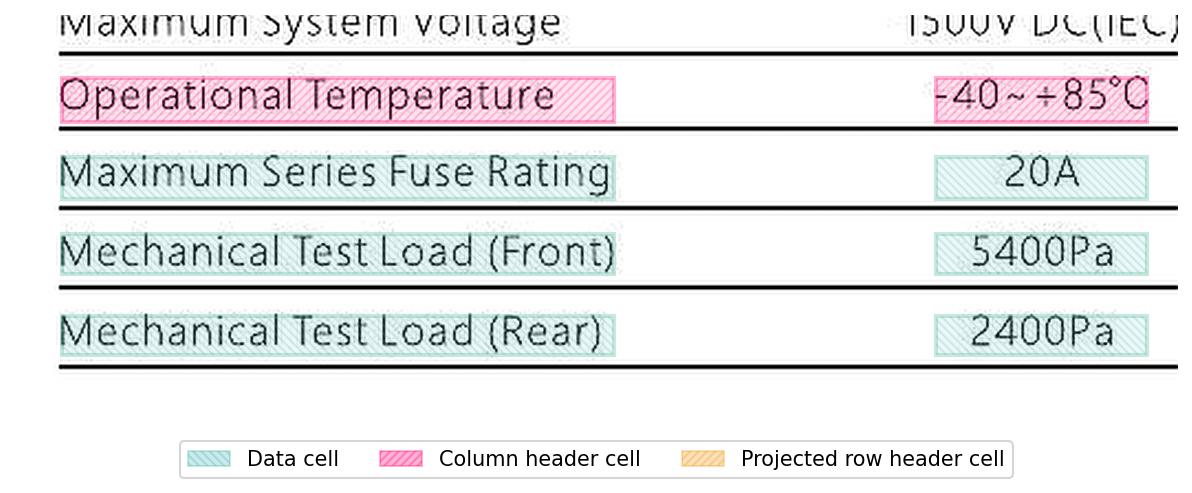 Maximum System Voltage 1500V DC(IEC)
Operational Temperature -40~+85°C
Maximum Series Fuse Rating 20A
Mechanical Test Load (Front) 5400Pa
Mechanical Test Load (Rear) 2400Pa
Data cell Column header cell Projected row header cell